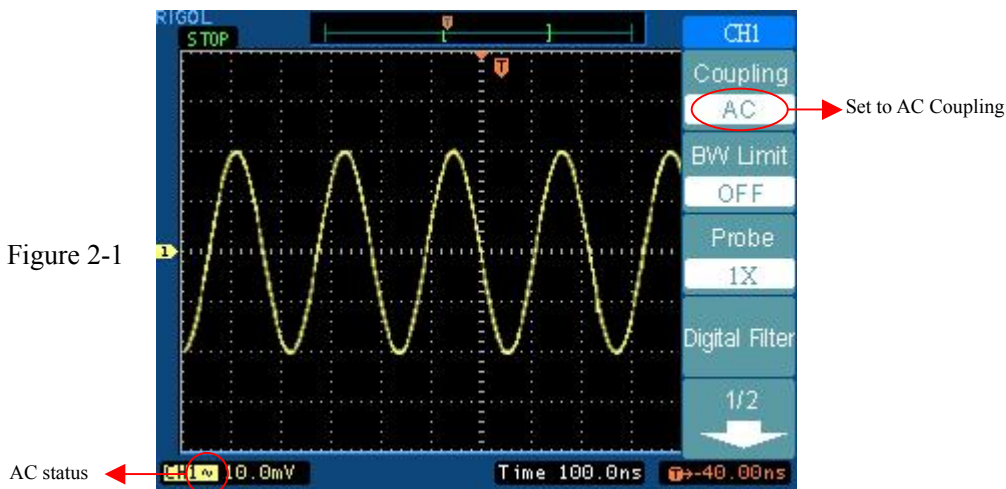 RIGOL
STOP
T
T
CH1
Coupling
AC
Set to AC Coupling
BW Limit
OFF
Probe
1X
Figure 2-1
1
Digital Filter
1/2
AC status
CH1~ 10.0mV
Time 100.0ns
T→-40.00ns